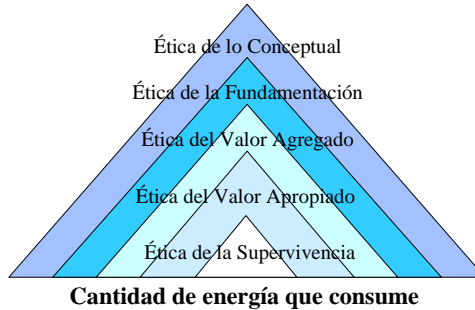 Ética de lo Conceptual
Ética de la Fundamentación
Ética del Valor Agregado
Ética del Valor Apropiado
Ética de la Supervivencia
Cantidad de energía que consume